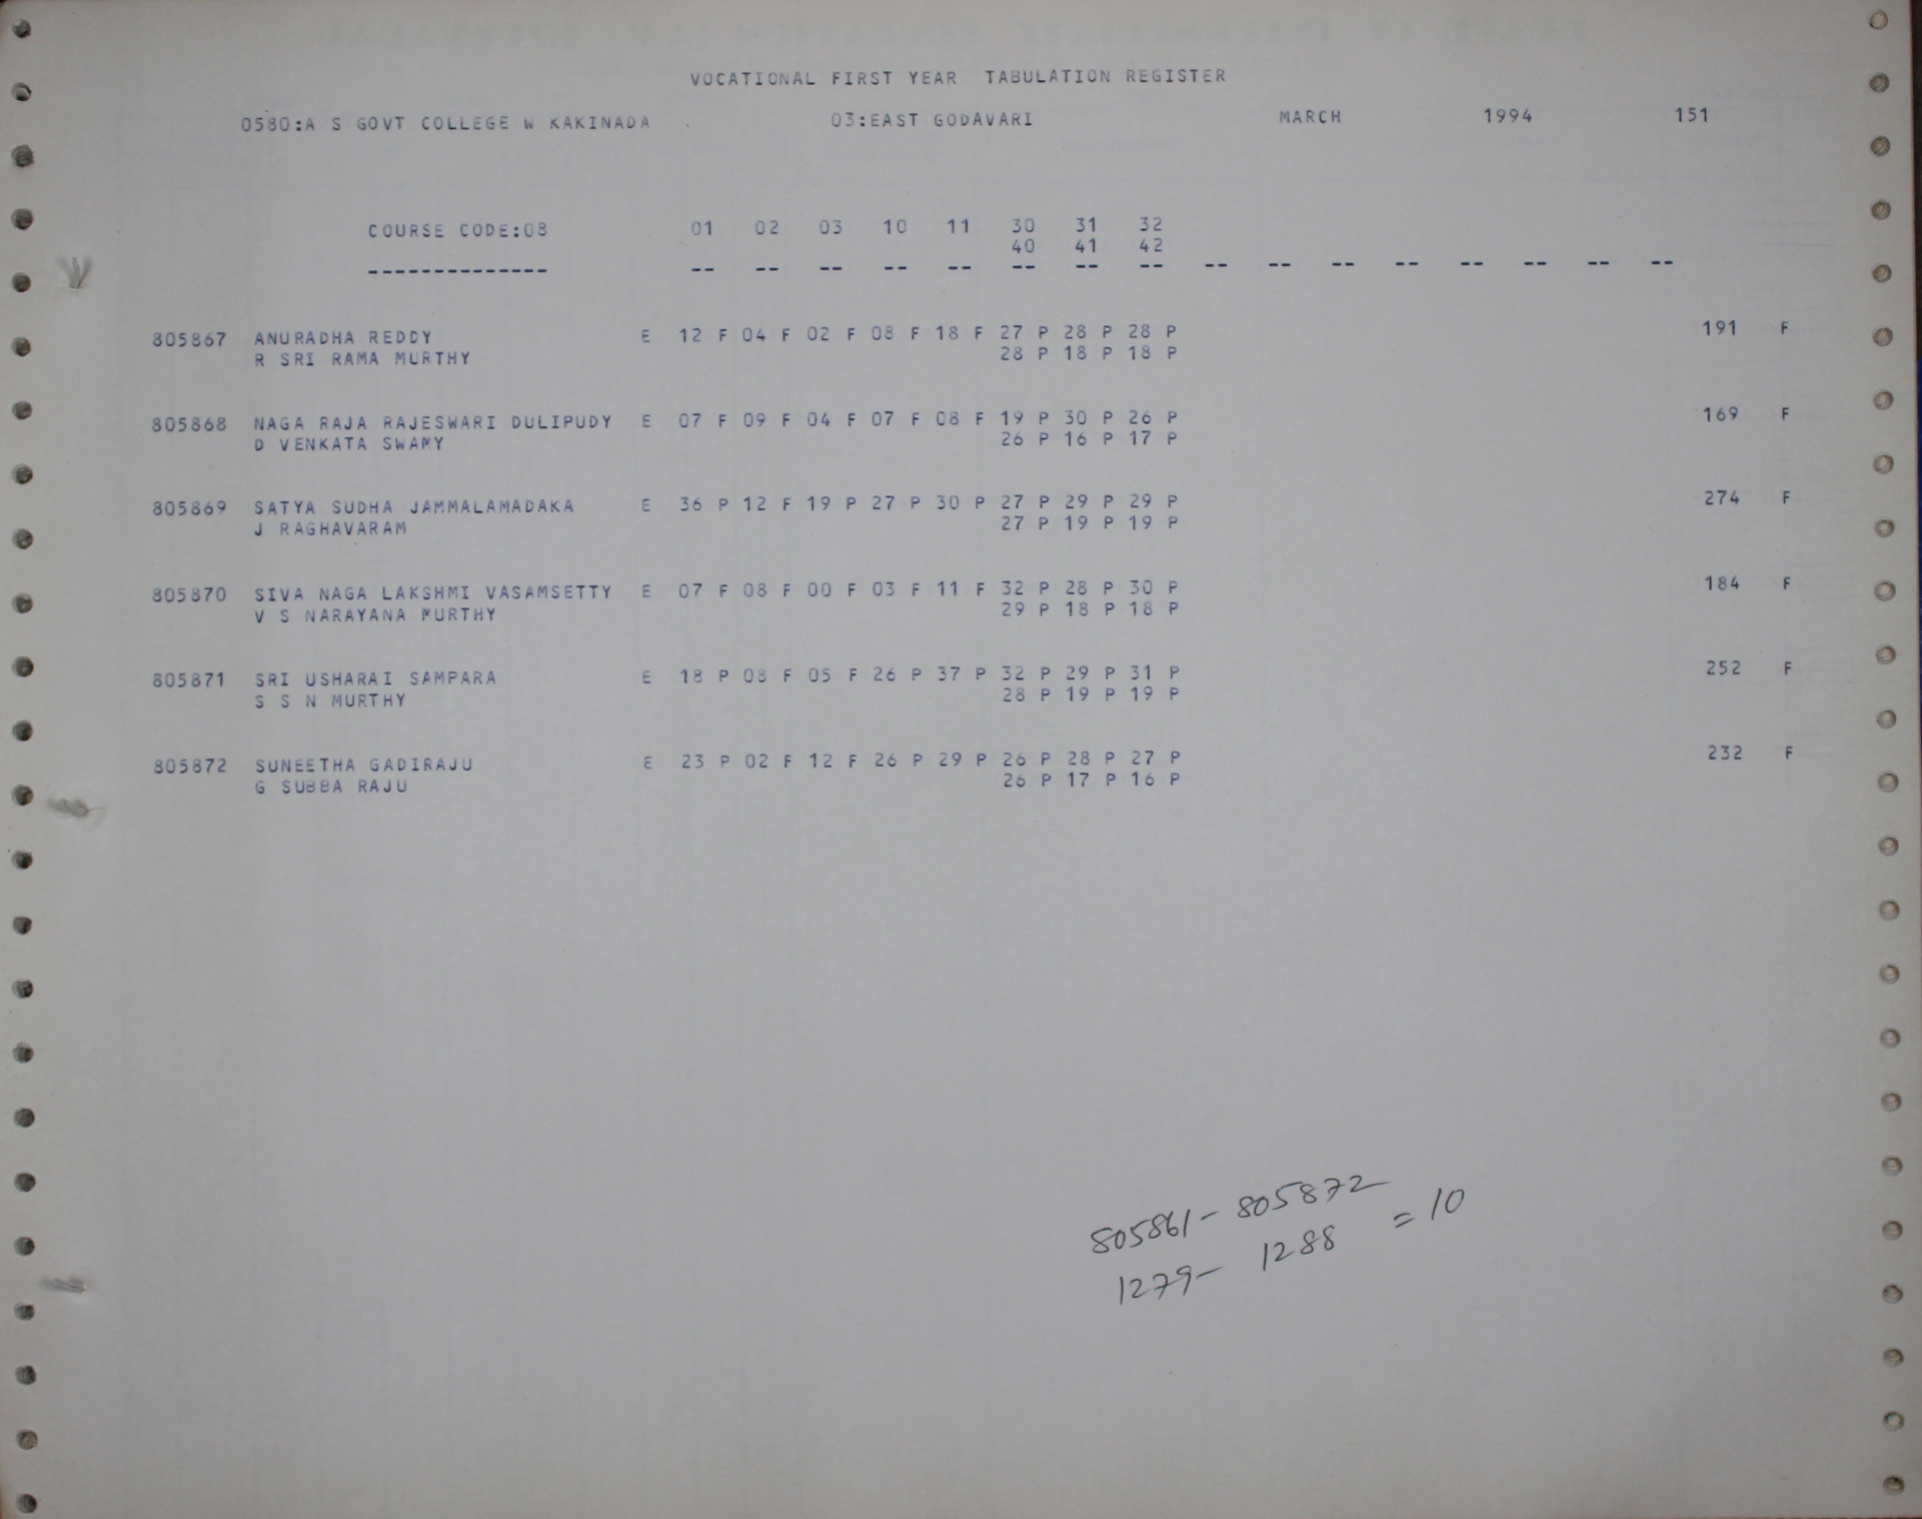 VOCATIONAL FIRST YEAR TABULATION REGISTER
0580:A S GOVT COLLEGE W KAKINADA 03:EAST GODAVARI MARCH 1994 151
COURSE CODE:08 01 02 03 10 11 30 31 32
40 41 42
-------------- -- -- -- -- -- -- -- -- -- -- -- -- -- -- -- --
805867 ANURADHA REDDY E 12 F 04 F 02 F 08 F 18 F 27 P 28 P 28 P 191 F
R SRI RAMA MURTHY 28 P 18 P 18 P
805868 NAGA RAJA RAJESWARI DULIPUDY E 07 F 09 F 04 F 07 F 08 F 19 P 30 P 26 P 169 F
D VENKATA SWAMY 26 P 16 P 17 P
805869 SATYA SUDHA JAMMALAMADAKA E 36 P 12 F 19 P 27 P 30 P 27 P 29 P 29 P 274 F
J RAGHAVARAM 27 P 19 P 19 P
805870 SIVA NAGA LAKSHMI VASAMSETTY E 07 F 08 F 00 F 03 F 11 F 32 P 28 P 30 P 184 F
V S NARAYANA MURTHY 29 P 18 P 18 P
805871 SRI USHARAI SAMPARA E 18 P 08 F 05 F 26 P 37 P 32 P 29 P 31 P 252 F
S S N MURTHY 28 P 19 P 19 P
805872 SUNEETHA GADIRAJU E 23 P 02 F 12 F 26 P 29 P 26 P 28 P 27 P 232 F
G SUBBA RAJU 26 P 17 P 16 P
805861 - 805872
1279 - 1288 = 10